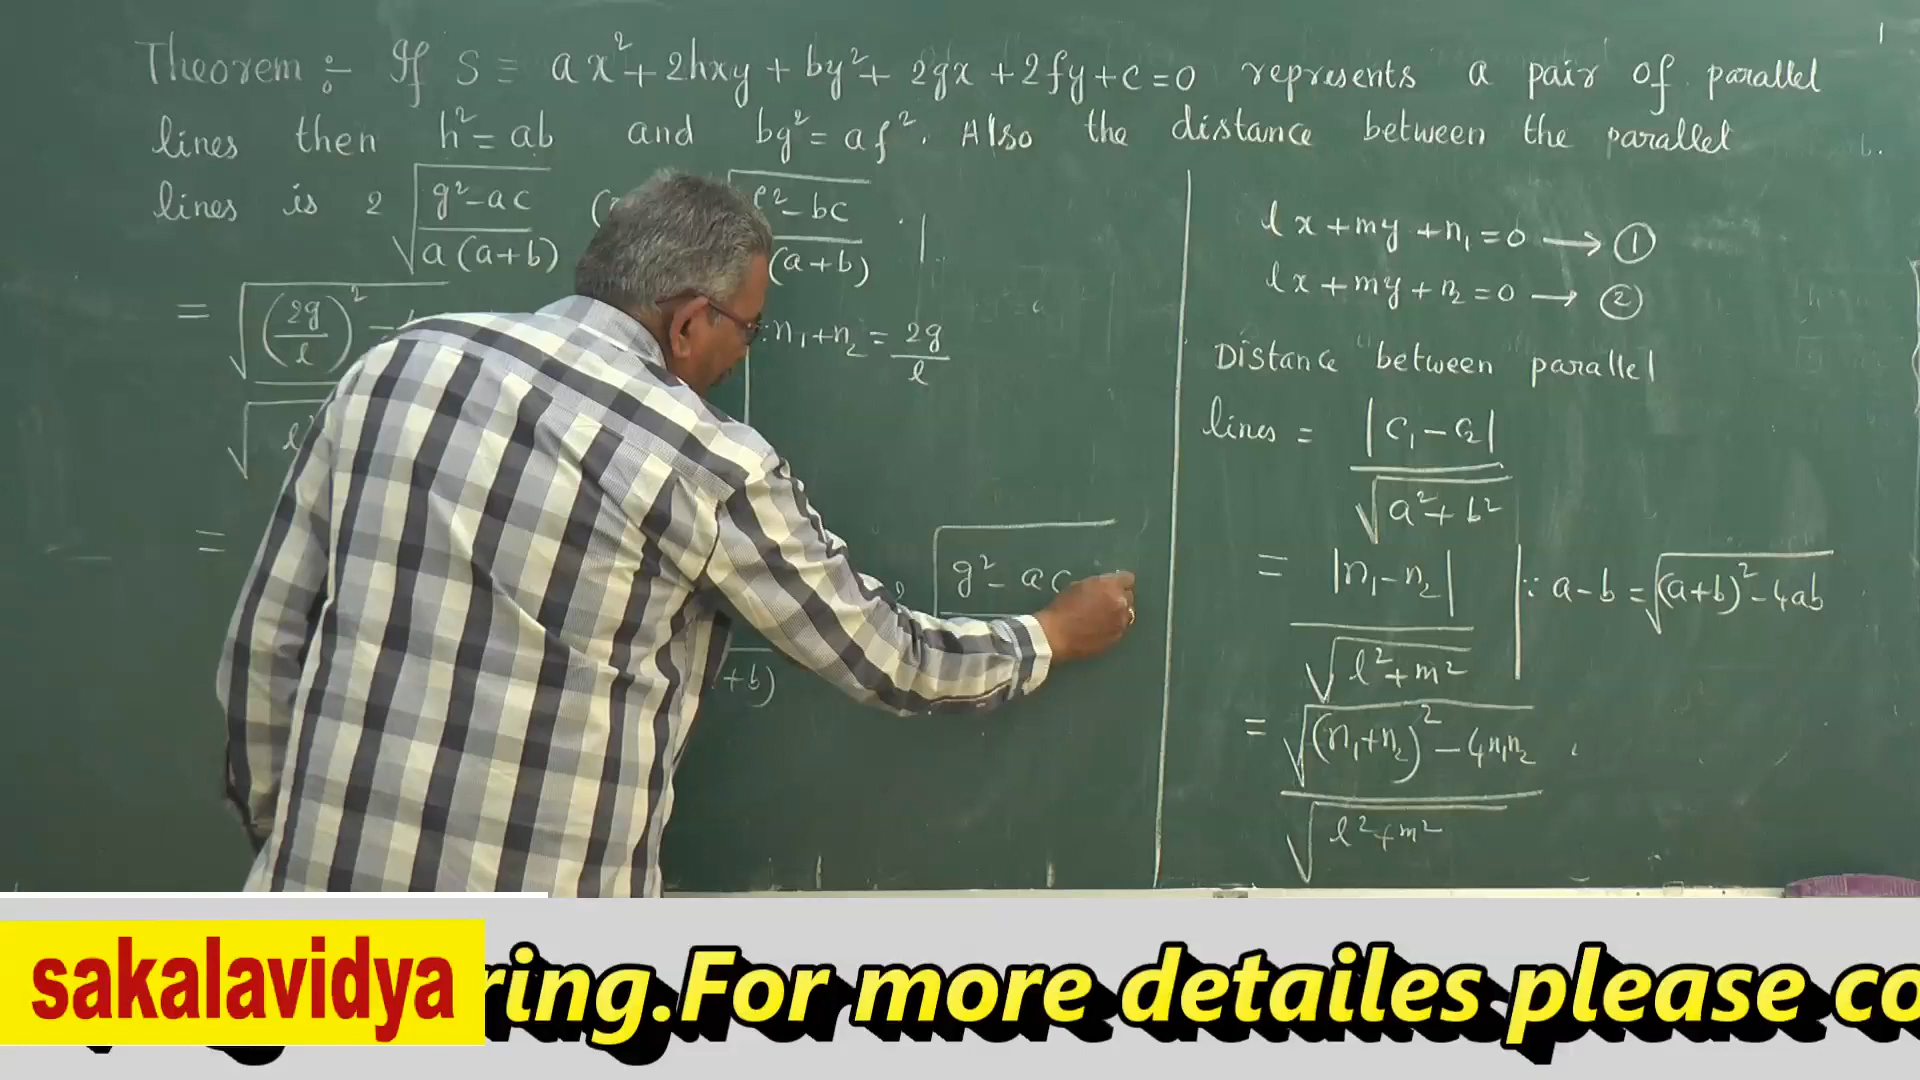 Theorem :- If S ≡ ax²+2hxy + by²+ 2gx +2fy+c=0 represents a pair of parallel
lines then h²=ab and bg²=af². Also the distance between the parallel
lines is 2 √(g²-ac / a(a+b)) ²-bc / (a+b)
= √((2g/l)² -
∵ n₁+n₂ = 2g/l
√ l²
=
√ g²-ac
+b)
lx+my+n₁=0 → ①
lx+my+n₂=0 → ②
Distance between parallel
lines = |c₁-c₂| / √(a²+b²)
= |n₁-n₂| / √(l²+m²) ∵ a-b = √((a+b)²-4ab)
= √((n₁+n₂)²-4n₁n₂) / √(l²+m²)
sakalavidya
ring.For more detailes please co